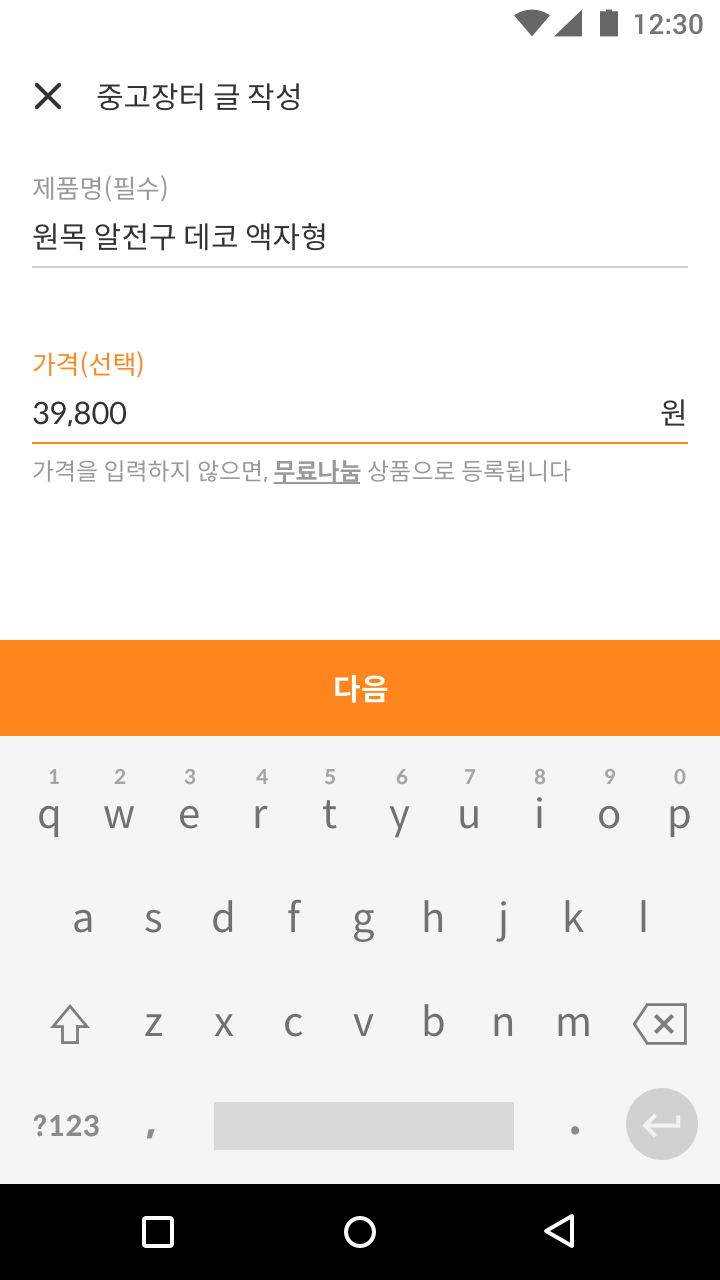 12:30
중고장터 글 작성
제품명(필수)
원목 알전구 데코 액자형
가격(선택)
39,800 원
가격을 입력하지 않으면, 무료나눔 상품으로 등록됩니다
다음
1 2 3 4 5 6 7 8 9 0
q w e r t y u i o p
a s d f g h j k l
z x c v b n m
?123 , .